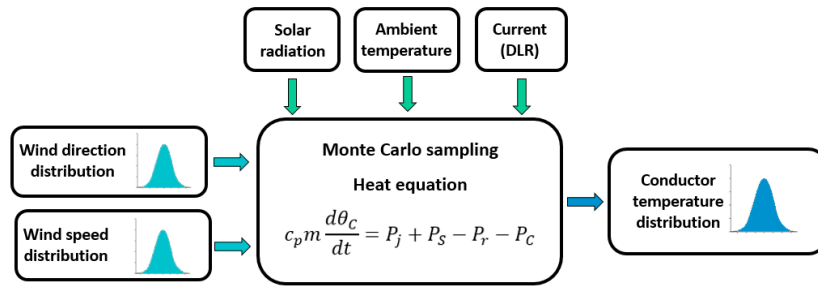 Solar
radiation
Ambient
temperature
Current
(DLR)
Wind direction
distribution
Wind speed
distribution
Monte Carlo sampling
Heat equation
c_p m dθ_C/dt = P_j + P_S − P_r − P_C
Conductor
temperature
distribution